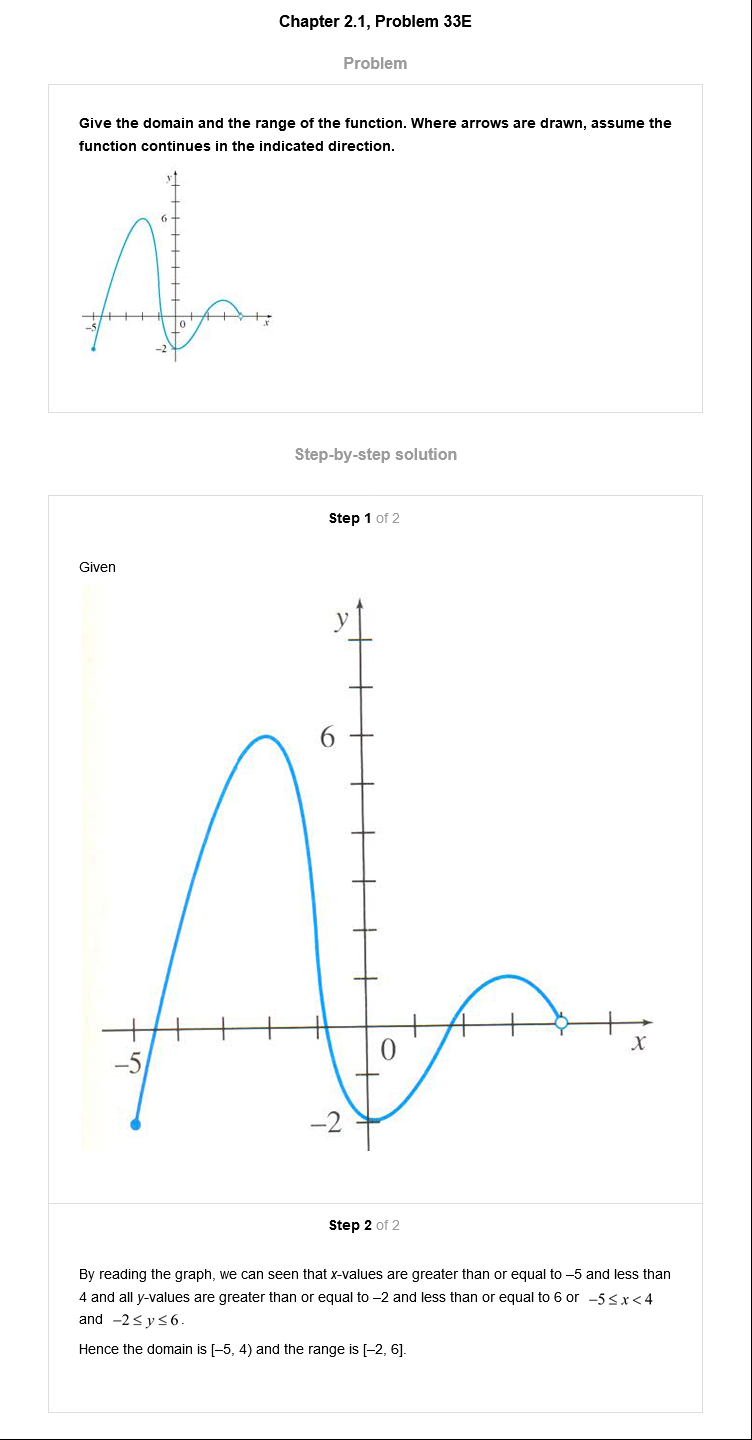 Chapter 2.1, Problem 33E
Problem
Give the domain and the range of the function. Where arrows are drawn, assume the
function continues in the indicated direction.
y
6
-5
0
x
-2
Step-by-step solution
Step 1 of 2
Given
y
6
0
-5
x
-2
Step 2 of 2
By reading the graph, we can seen that x-values are greater than or equal to –5 and less than
4 and all y-values are greater than or equal to –2 and less than or equal to 6 or −5 ≤ x < 4
and −2 ≤ y ≤ 6.
Hence the domain is [–5, 4) and the range is [–2, 6].